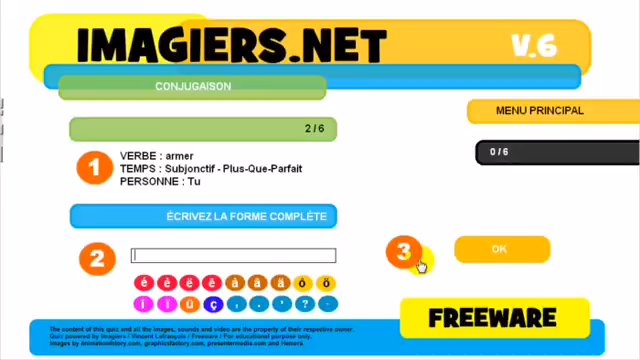 IMAGIERS.NET
V.6
CONJUGAISON
MENU PRINCIPAL
2/6
0/6
1
VERBE : armer
TEMPS : Subjonctif - Plus-Que-Parfait
PERSONNE : Tu
ÉCRIVEZ LA FORME COMPLÈTE
2
3
OK
FREEWARE
The content of this quiz and all the images, sounds and video are the property of their respective owner.
Quiz powered by Imagiers / Vincent Lefrançois / Freeware / For educational purpose only.
Images by Animationfactory.com, graphicsfactory.com, presentermedia.com and Hemera.